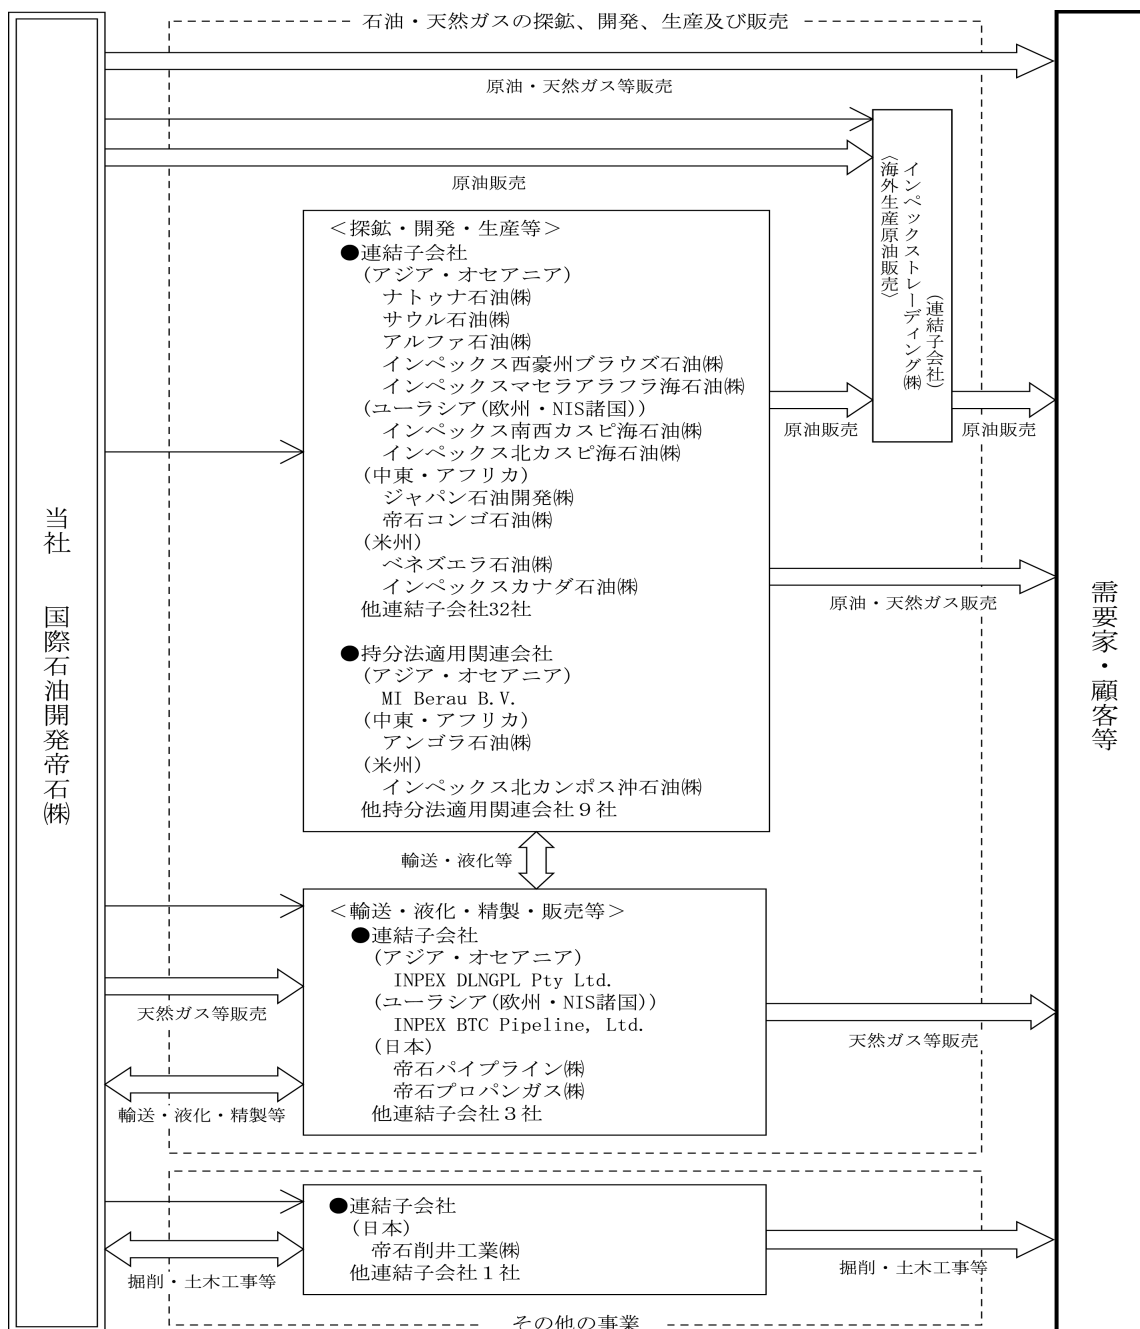 石油・天然ガスの探鉱、開発、生産及び販売
当社　国際石油開発帝石㈱
原油・天然ガス等販売
原油販売
(連結子会社)
インペックストレーディング㈱
〈海外生産原油販売〉
＜探鉱・開発・生産等＞
●連結子会社
(アジア・オセアニア)
ナトゥナ石油㈱
サウル石油㈱
アルファ石油㈱
インペックス西豪州ブラウズ石油㈱
インペックスマセラアラフラ海石油㈱
(ユーラシア(欧州・NIS諸国))
インペックス南西カスピ海石油㈱
インペックス北カスピ海石油㈱
(中東・アフリカ)
ジャパン石油開発㈱
帝石コンゴ石油㈱
(米州)
ベネズエラ石油㈱
インペックスカナダ石油㈱
他連結子会社32社
●持分法適用関連会社
(アジア・オセアニア)
MI Berau B.V.
(中東・アフリカ)
アンゴラ石油㈱
(米州)
インペックス北カンポス沖石油㈱
他持分法適用関連会社９社
原油販売
原油販売
原油・天然ガス販売
需要家・顧客等
輸送・液化等
＜輸送・液化・精製・販売等＞
●連結子会社
(アジア・オセアニア)
INPEX DLNGPL Pty Ltd.
(ユーラシア(欧州・NIS諸国))
INPEX BTC Pipeline, Ltd.
(日本)
帝石パイプライン㈱
帝石プロパンガス㈱
他連結子会社３社
天然ガス等販売
輸送・液化・精製等
天然ガス等販売
●連結子会社
(日本)
帝石削井工業㈱
他連結子会社１社
掘削・土木工事等
掘削・土木工事等
その他の事業